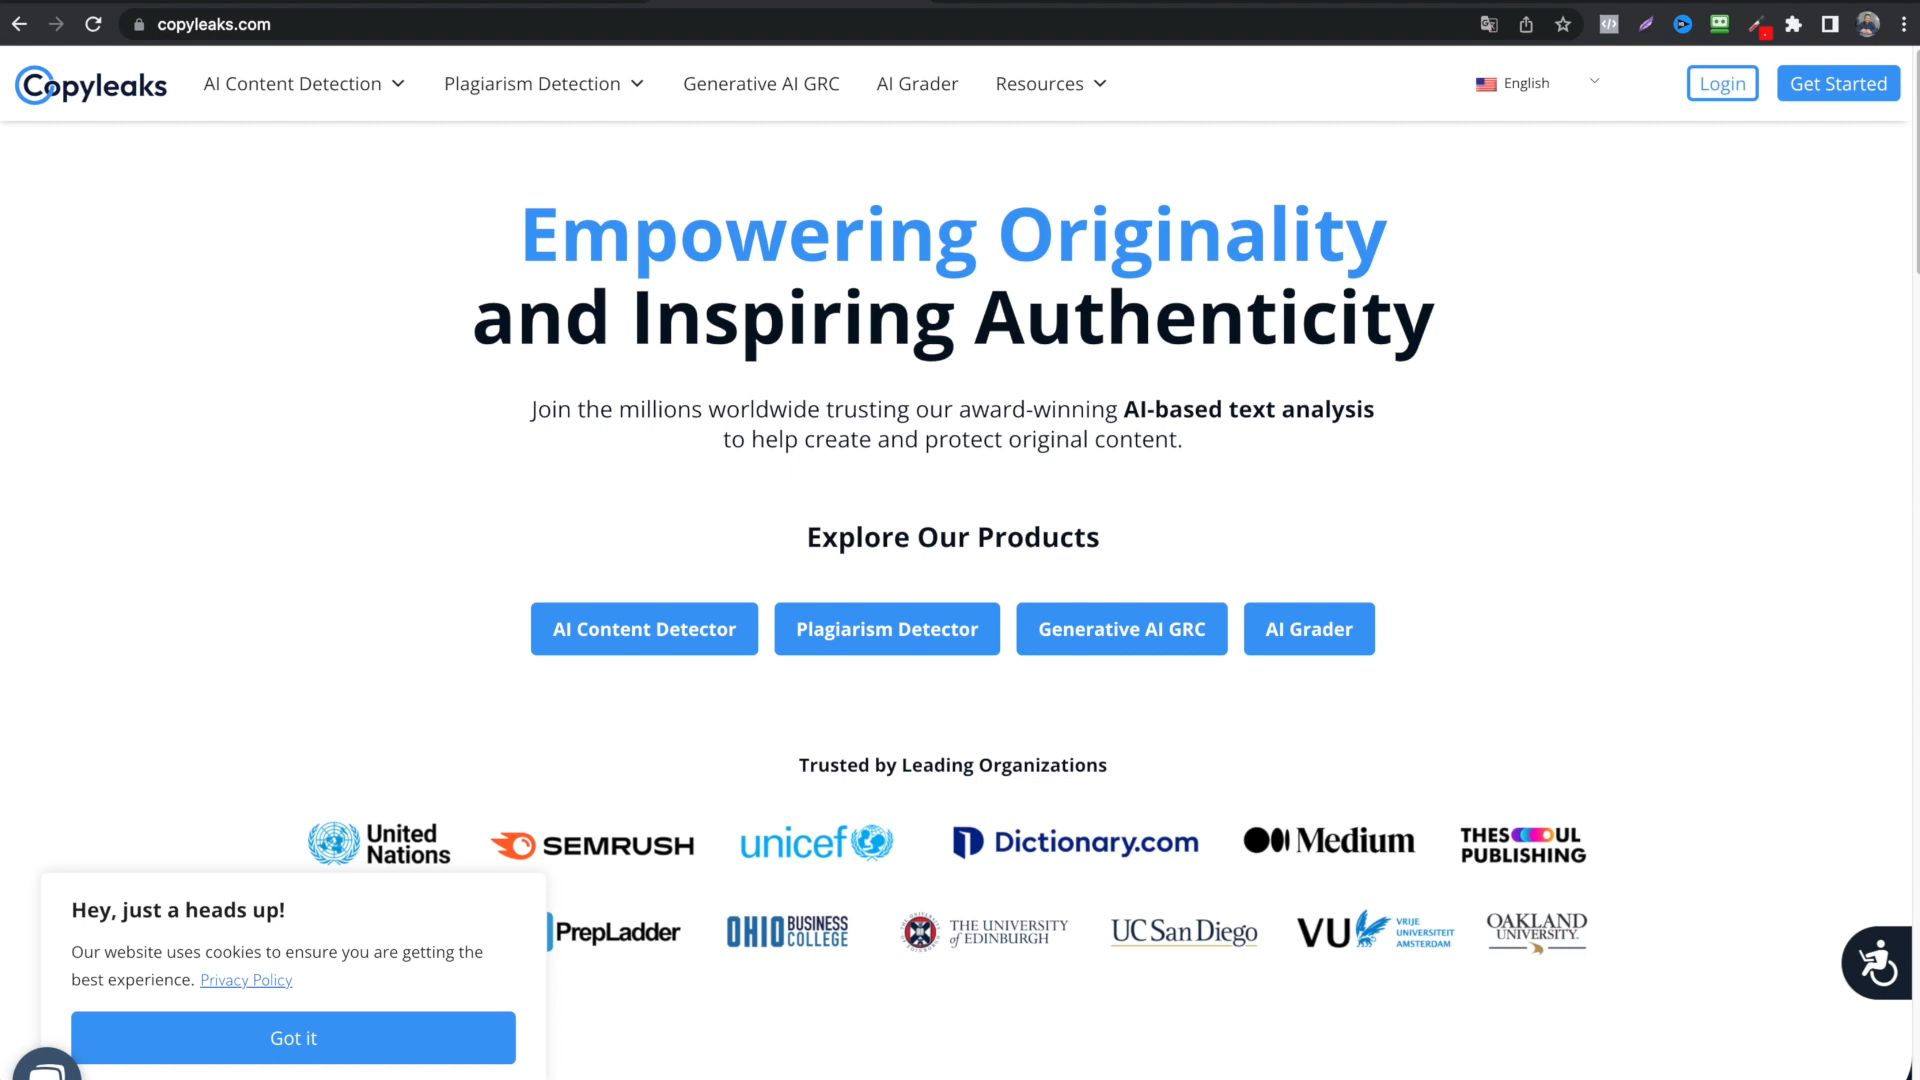 copyleaks.com
Copyleaks
AI Content Detection
Plagiarism Detection
Generative AI GRC
AI Grader
Resources
English
Login
Get Started
Empowering Originality
and Inspiring Authenticity
Join the millions worldwide trusting our award-winning AI-based text analysis
to help create and protect original content.
Explore Our Products
AI Content Detector
Plagiarism Detector
Generative AI GRC
AI Grader
Trusted by Leading Organizations
United
Nations
SEMRUSH
unicef
Dictionary.com
Medium
THESOUL
PUBLISHING
PrepLadder
OHIO BUSINESS
COLLEGE
THE UNIVERSITY
of EDINBURGH
UC San Diego
VU VRIJE
UNIVERSITEIT
AMSTERDAM
OAKLAND
UNIVERSITY
Hey, just a heads up!
Our website uses cookies to ensure you are getting the
best experience. Privacy Policy
Got it